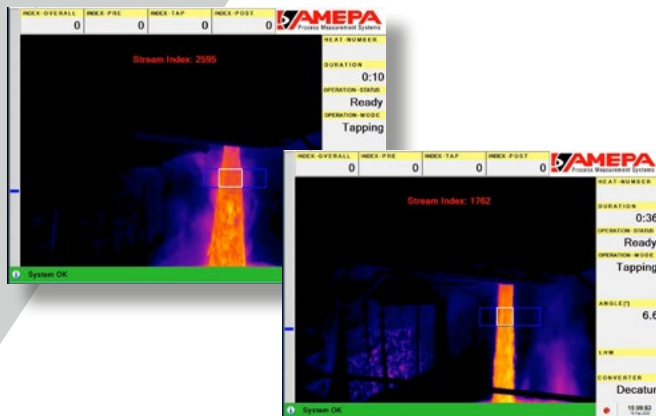 INDEX-OVERALL INDEX-PRE INDEX-TAP INDEX-POST AMEPA
0 0 0 0 Process Measurement Systems
HEAT-NUMBER
Stream Index: 2595
DURATION
0:10
OPERATION-STATUS
Ready
OPERATION-MODE
Tapping
System OK
INDEX-OVERALL INDEX-PRE INDEX-TAP INDEX-POST AMEPA
0 0 0 0 Process Measurement Systems
HEAT-NUMBER
Stream Index: 1762
DURATION
0:36
OPERATION-STATUS
Ready
OPERATION-MODE
Tapping
ANGLE[°]
6.6
LHM
CONVERTER
Decatur
System OK